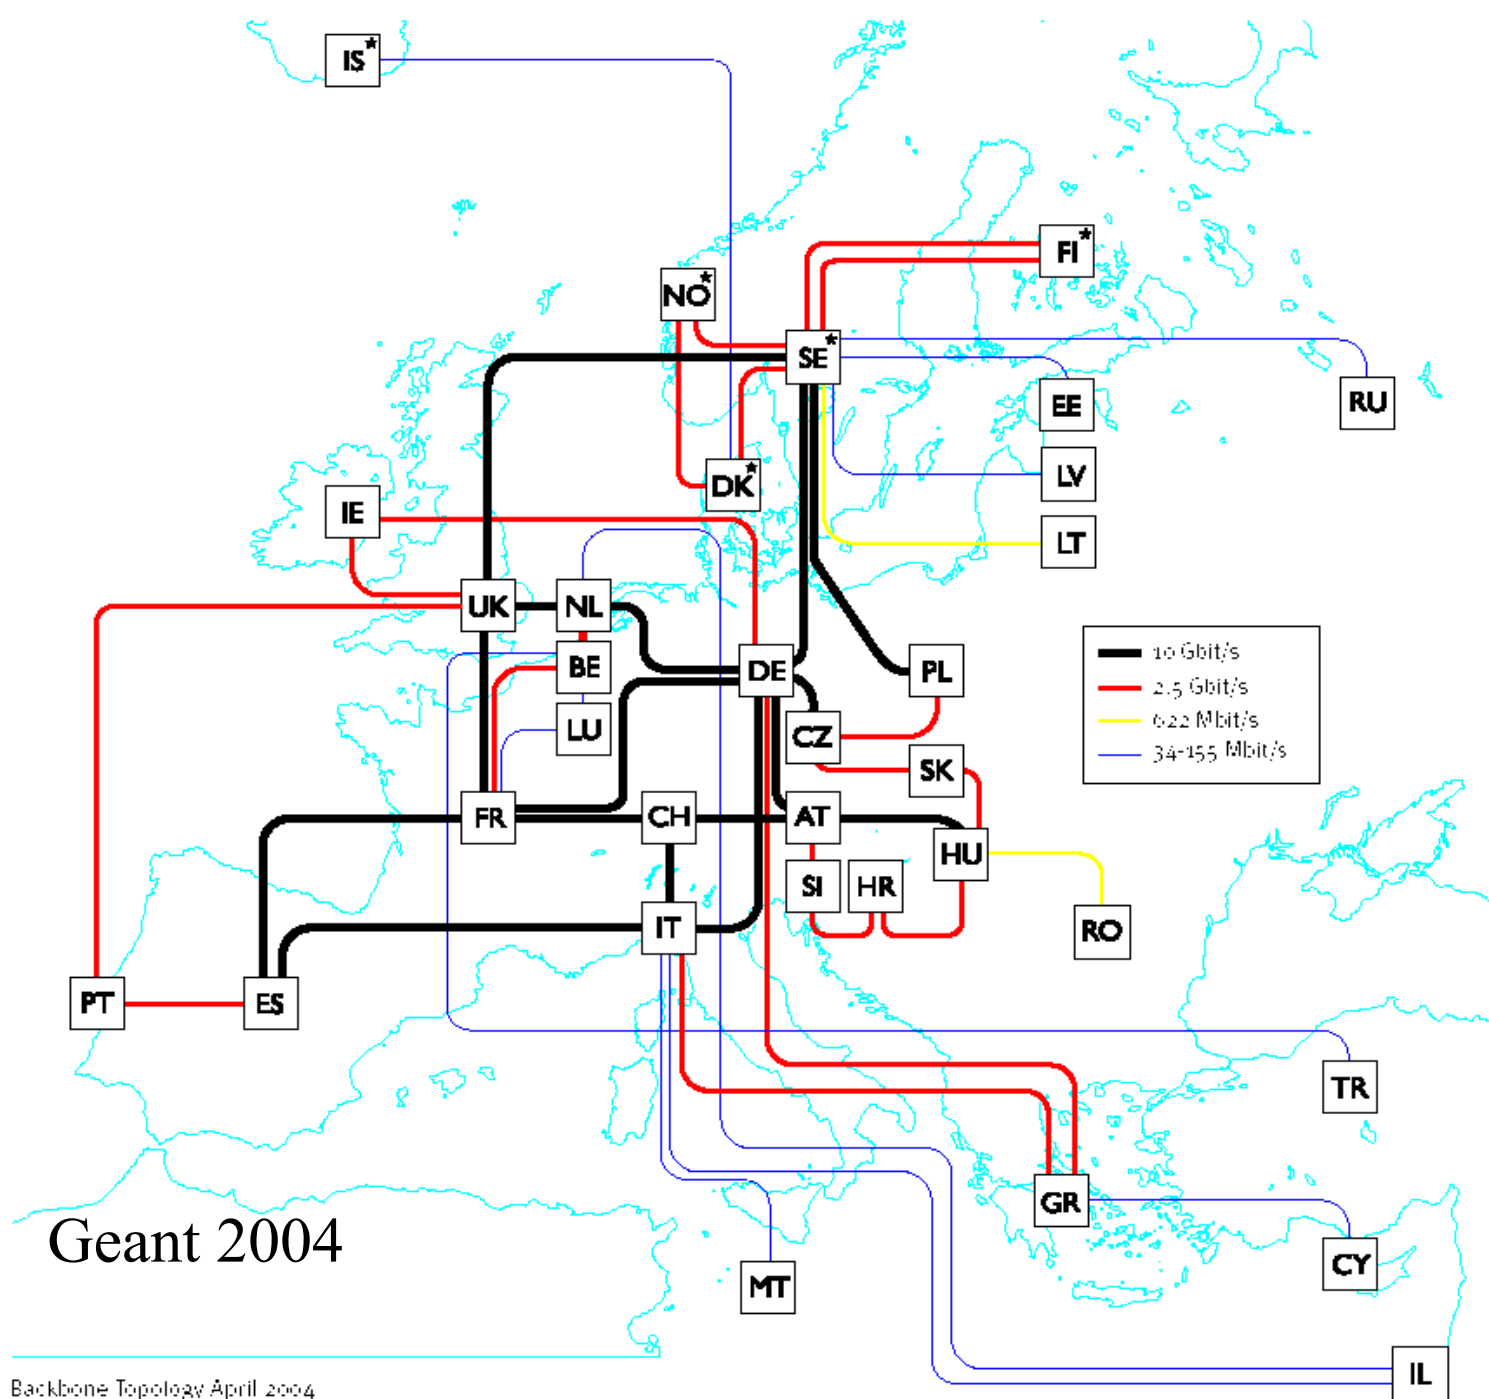 IS*
FI*
NO*
SE*
EE
RU
DK*
LV
IE
LT
UK
NL
BE
DE
PL
10 Gbit/s
2.5 Gbit/s
622 Mbit/s
34-155 Mbit/s
LU
CZ
SK
FR
CH
AT
HU
SI
HR
IT
RO
PT
ES
TR
GR
Geant 2004
CY
MT
IL
Backbone Topology April 2004